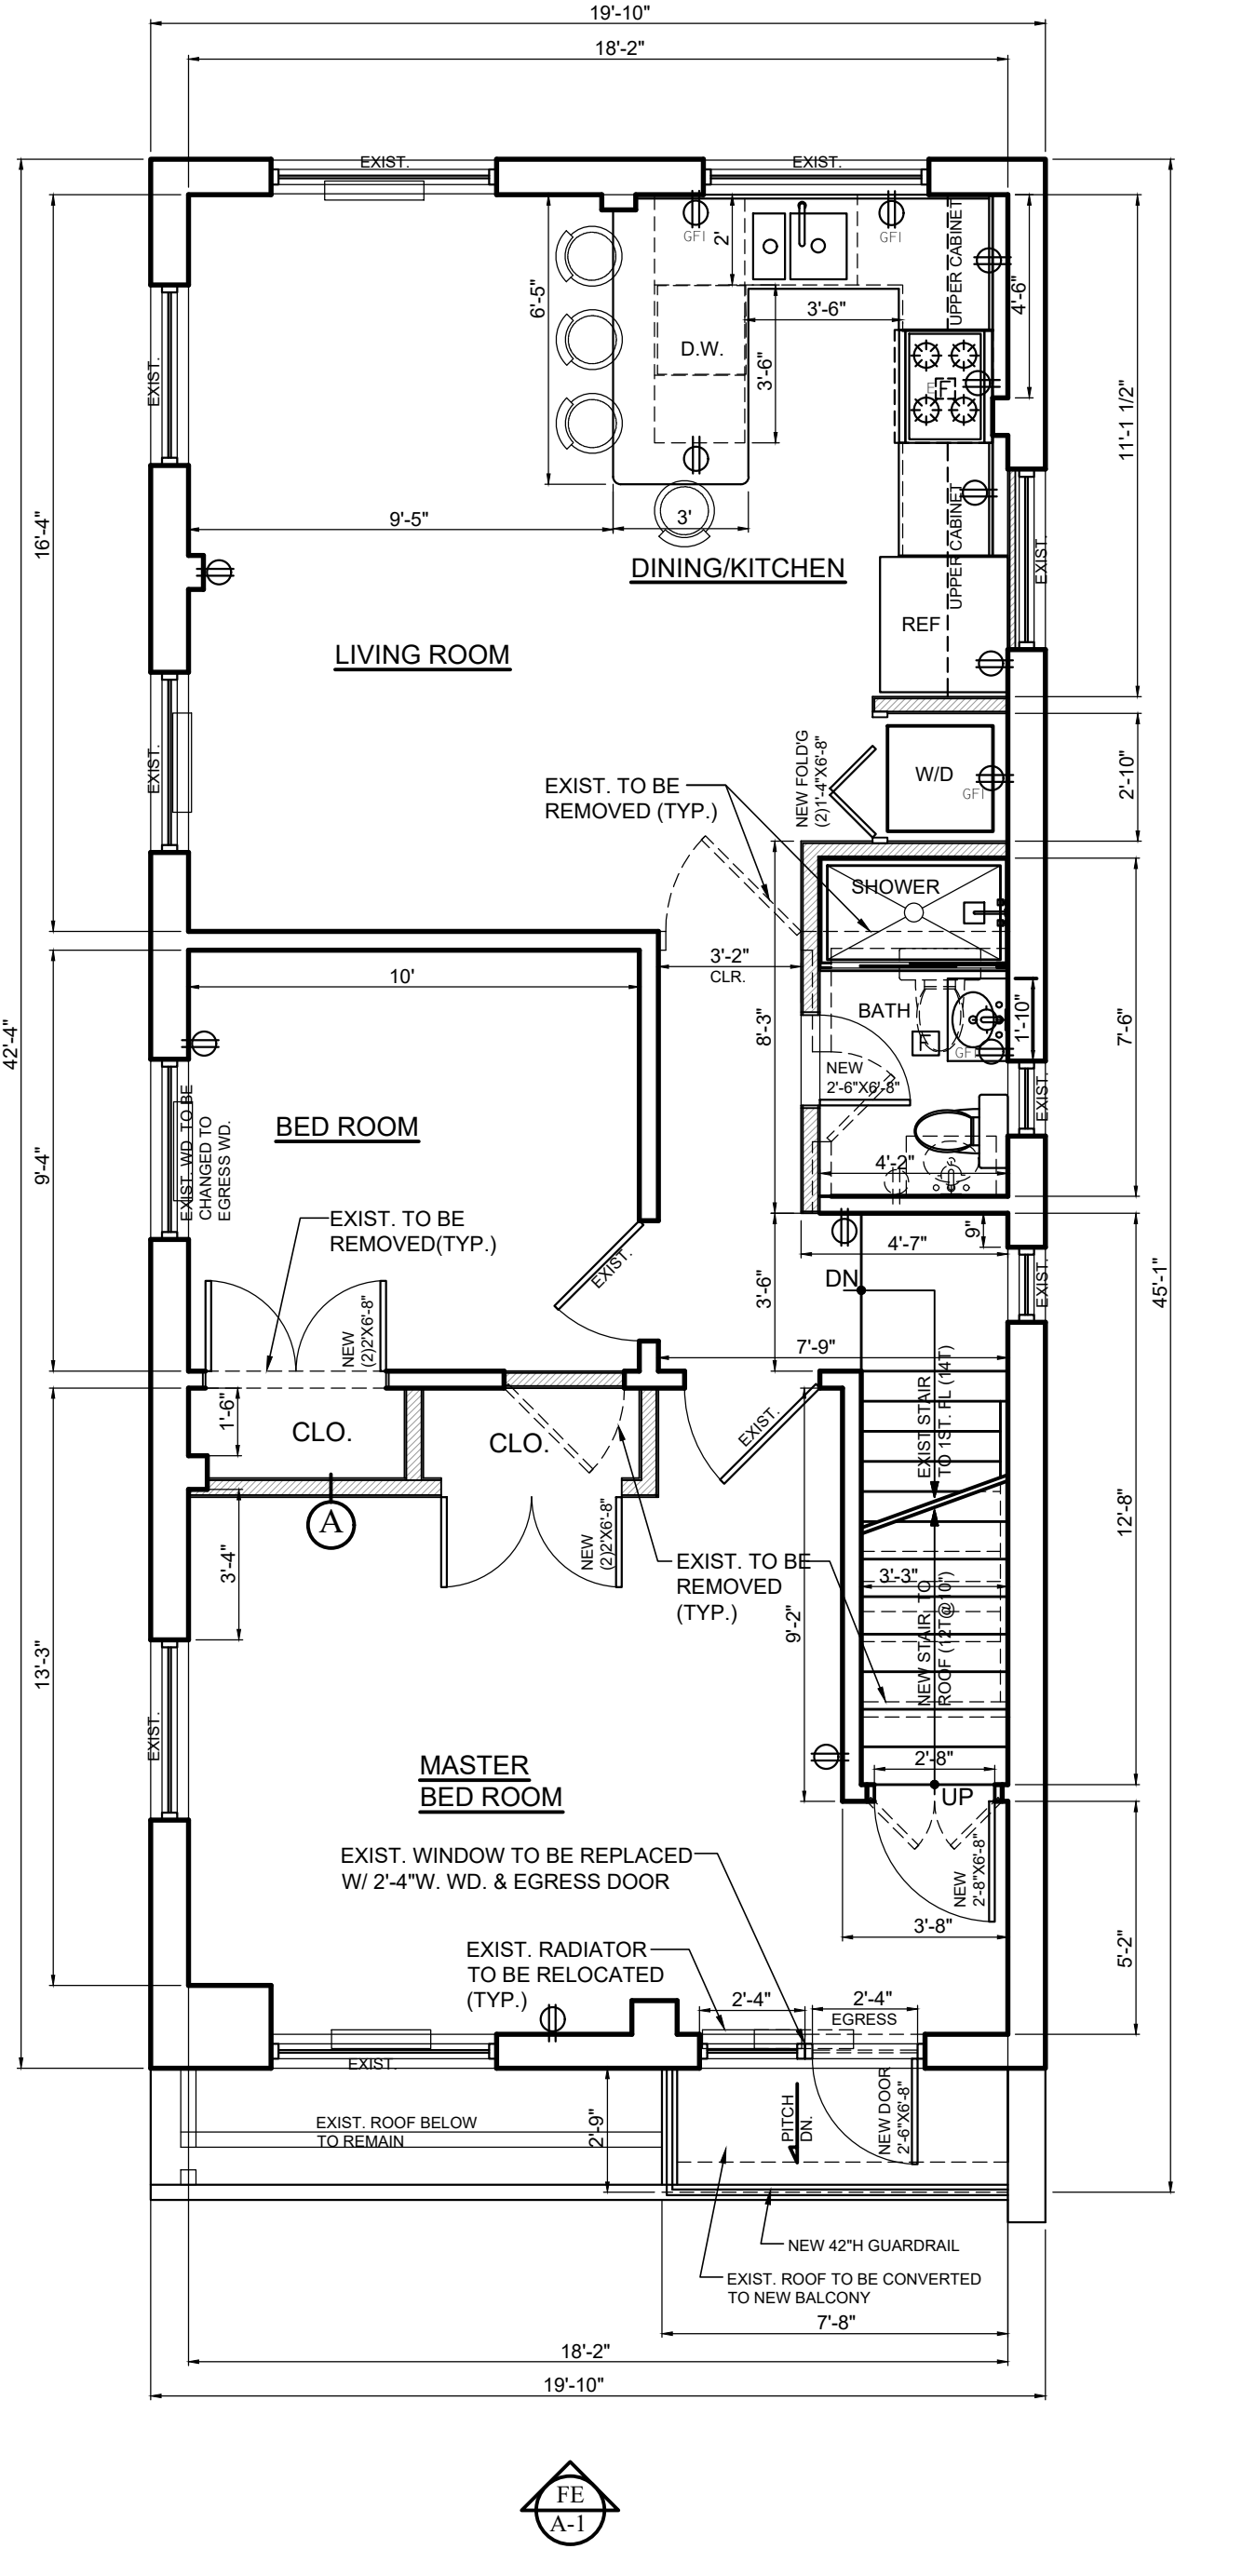 19'-10"
18'-2"
EXIST.
EXIST.
GFI
2'
GFI
UPPER CABINET
4'-6"
6'-5"
3'-6"
D.W.
3'-6"
F
EXIST.
11'-1 1/2"
9'-5"
3'
16'-4"
DINING/KITCHEN
UPPER CABINET
EXIST.
REF
LIVING ROOM
NEW FOLD'G
(2)1'-4"X6'-8"
W/D
GFI
2'-10"
EXIST.
EXIST. TO BE
REMOVED (TYP.)
SHOWER
3'-2"
CLR.
10'
BATH
1'-10"
F
GFI
7'-6"
8'-3"
42'-4"
NEW
2'-6"X6'-8"
EXIST.
BED ROOM
EXIST. WD. TO BE
CHANGED TO
EGRESS WD.
9'-4"
4'-2"
EXIST. TO BE
REMOVED(TYP.)
9"
4'-7"
EXIST.
DN
EXIST.
3'-6"
45'-1"
NEW
(2)2'X6'-8"
7'-9"
1'-6"
CLO.
CLO.
EXIST.
EXIST STAIR
TO 1ST. FL (14T)
A
12'-8"
NEW
(2)2'X6'-8"
3'-4"
EXIST. TO BE
REMOVED
(TYP.)
3'-3"
9'-2"
NEW STAIR TO
ROOF (12T@10")
13'-3"
EXIST.
MASTER
BED ROOM
2'-8"
UP
EXIST. WINDOW TO BE REPLACED
W/ 2'-4"W. WD. & EGRESS DOOR
NEW
2'-8"X6'-8"
3'-8"
5'-2"
EXIST. RADIATOR
TO BE RELOCATED
(TYP.)
2'-4"
2'-4"
EGRESS
EXIST.
EXIST. ROOF BELOW
TO REMAIN
2'-9"
PITCH
DN.
NEW DOOR
2'-6"X6'-8"
NEW 42"H GUARDRAIL
EXIST. ROOF TO BE CONVERTED
TO NEW BALCONY
7'-8"
18'-2"
19'-10"
FE
A-1